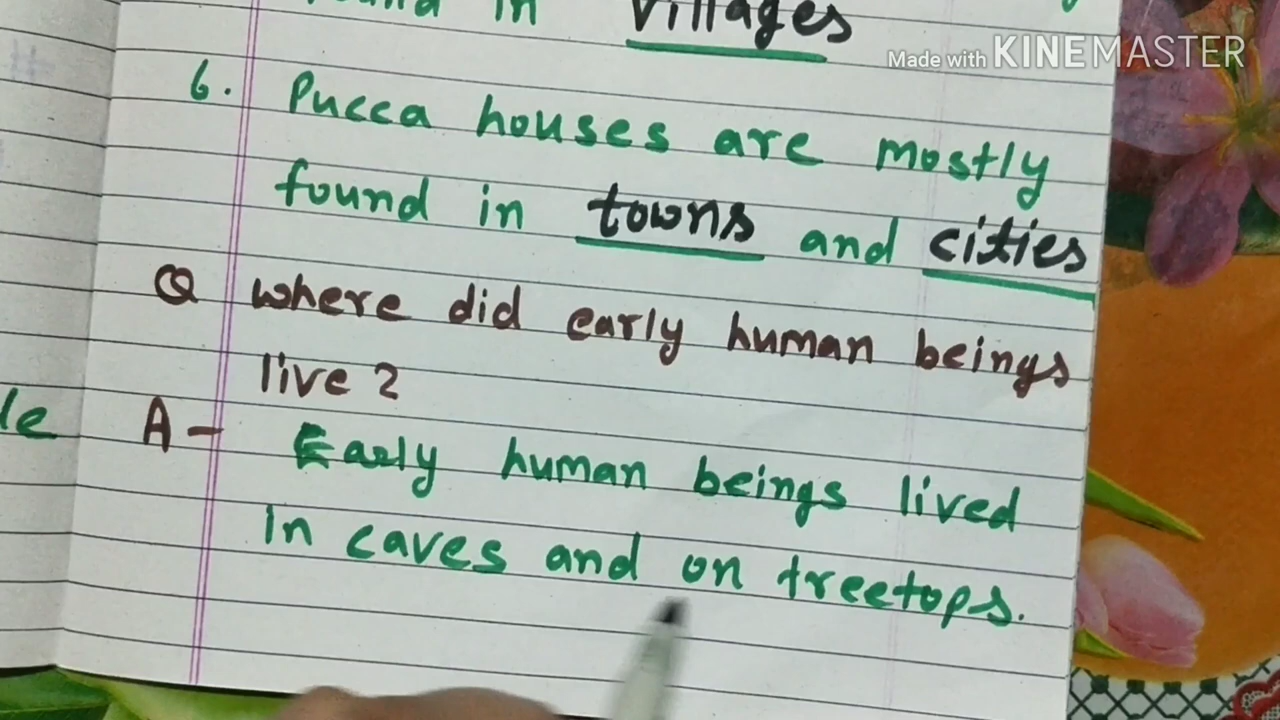 in villages
Made with KINEMASTER
6. Pucca houses are mostly
found in towns and cities
Q where did early human beings
live ?
A- Early human beings lived
in caves and on treetops.